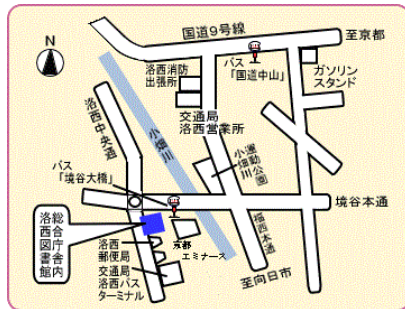 N
国道9号線
至京都
洛西消防
出張所
バス
「国道中山」
ガソリン
スタンド
交通局
洛西営業所
洛西中央通
小畑川
バス
「境谷大橋」
小畑川
運動公園
境谷本通
福西本通
洛西図書館
総合庁舎内
洛西
郵便局
京都
エミナース
交通局
洛西バス
ターミナル
至向日市